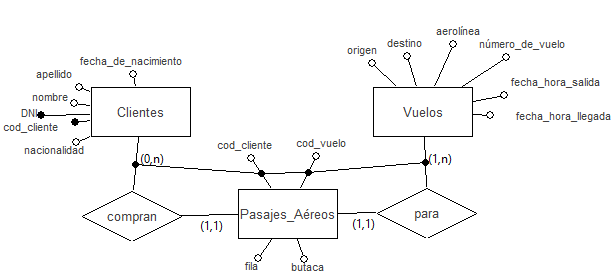 aerolínea
destino
número_de_vuelo
origen
fecha_de_nacimiento
apellido
fecha_hora_salida
nombre
Clientes
Vuelos
DNI
fecha_hora_llegada
cod_cliente
nacionalidad
cod_cliente
cod_vuelo
(0,n)
(1,n)
compran
Pasajes_Aéreos
para
(1,1)
(1,1)
fila
butaca